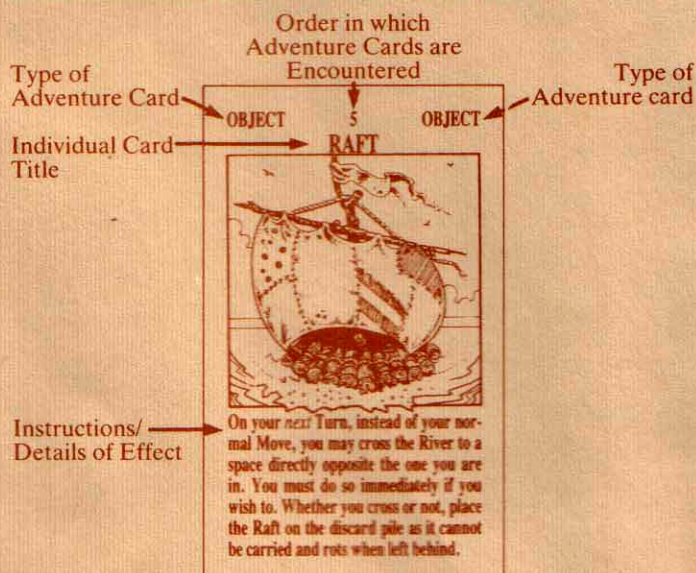 Order in which
Adventure Cards are
Encountered
Type of
Adventure Card
Type of
Adventure card
OBJECT 5 OBJECT
Individual Card
Title
RAFT
Instructions/
Details of Effect
On your next Turn, instead of your nor-
mal Move, you may cross the River to a
space directly opposite the one you are
in. You must do so immediately if you
wish to. Whether you cross or not, place
the Raft on the discard pile as it cannot
be carried and rots when left behind.